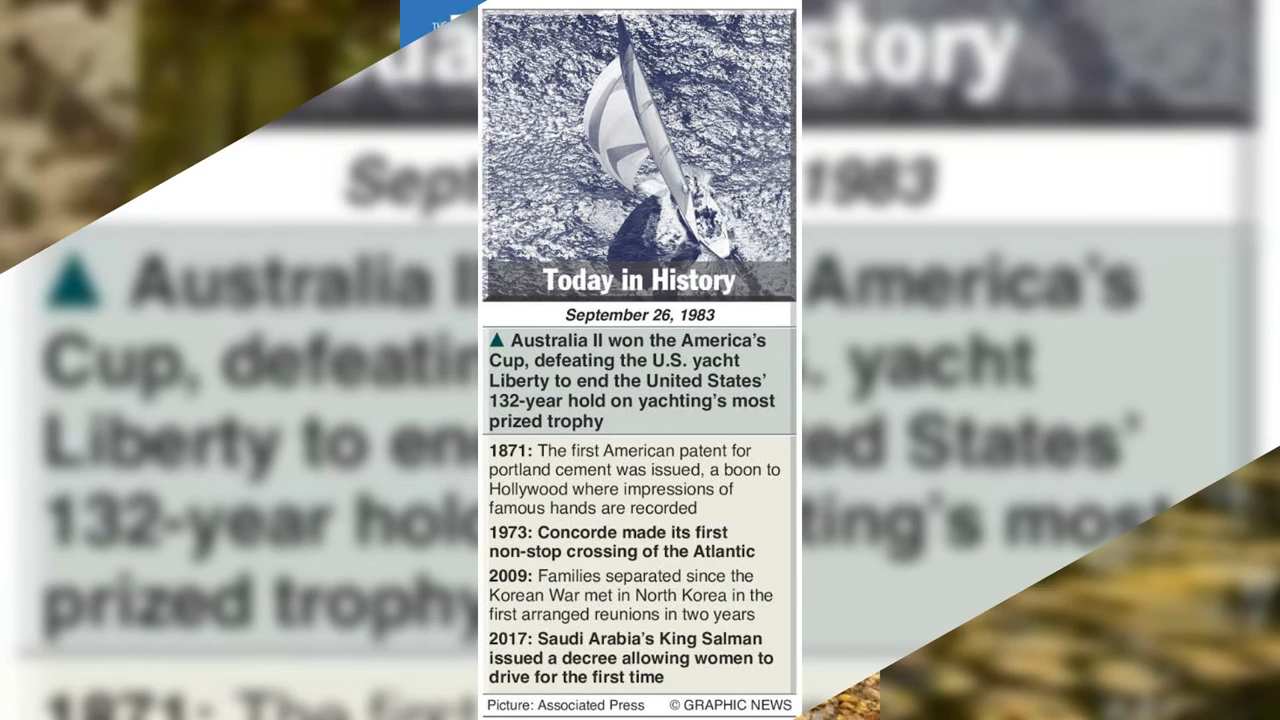 Today in History
September 26, 1983
▲ Australia II won the America's
Cup, defeating the U.S. yacht
Liberty to end the United States'
132-year hold on yachting's most
prized trophy
1871: The first American patent for
portland cement was issued, a boon to
Hollywood where impressions of
famous hands are recorded
1973: Concorde made its first
non-stop crossing of the Atlantic
2009: Families separated since the
Korean War met in North Korea in the
first arranged reunions in two years
2017: Saudi Arabia's King Salman
issued a decree allowing women to
drive for the first time
Picture: Associated Press © GRAPHIC NEWS